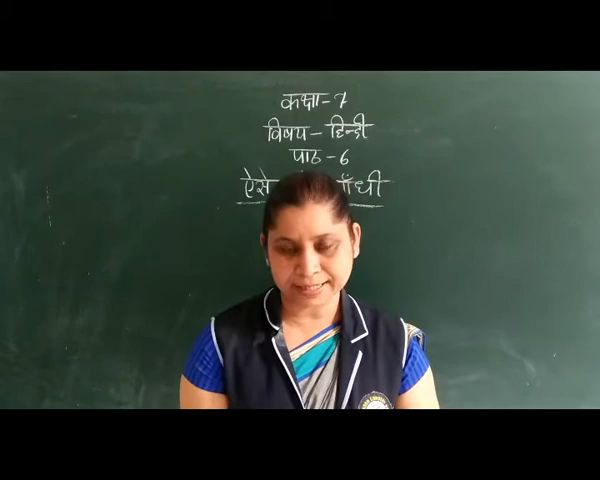 कक्षा-7
विषय-हिन्दी
पाठ-6
ऐसे गाँधी